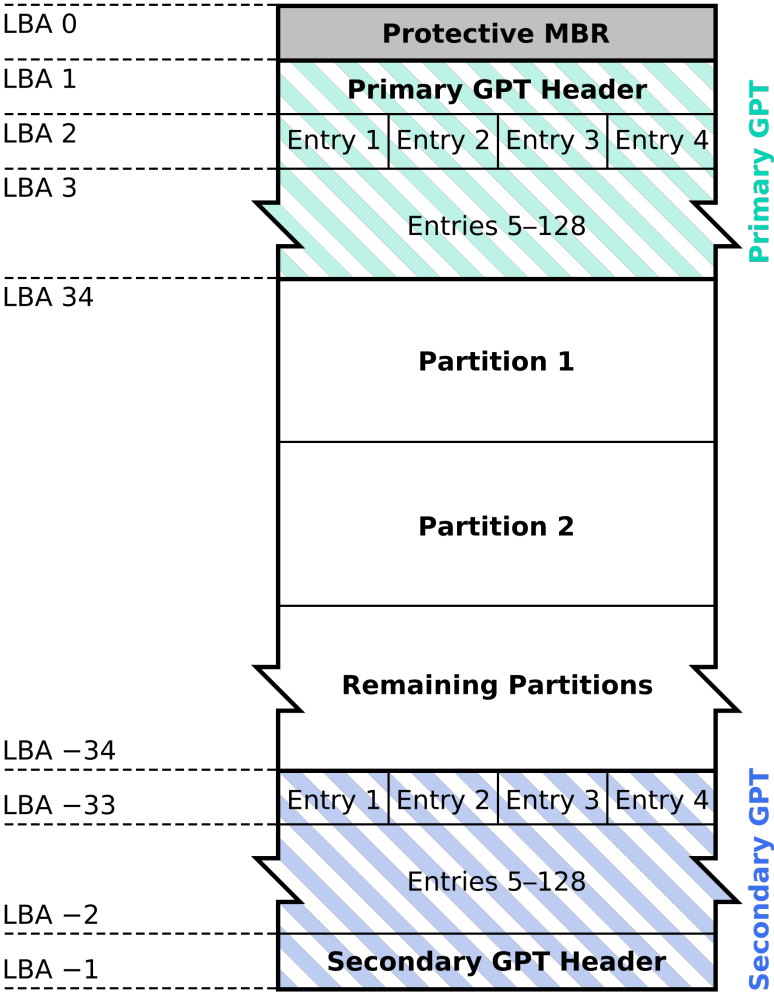 LBA 0
Protective MBR
LBA 1
Primary GPT Header
LBA 2
Entry 1 Entry 2 Entry 3 Entry 4
LBA 3
Entries 5–128
Primary GPT
LBA 34
Partition 1
Partition 2
Remaining Partitions
LBA −34
LBA −33
Entry 1 Entry 2 Entry 3 Entry 4
Entries 5–128
LBA −2
LBA −1
Secondary GPT Header
Secondary GPT